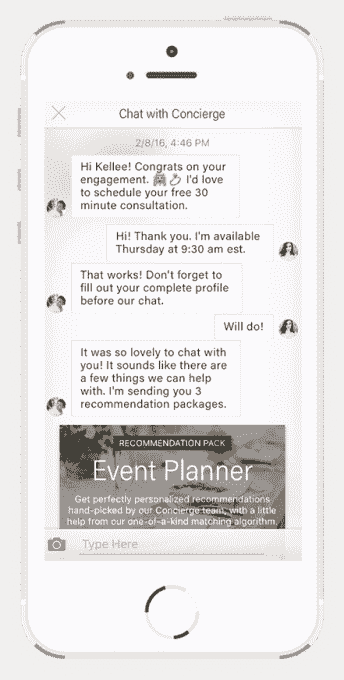 Chat with Concierge
2/8/16, 4:46 PM
Hi Kellee! Congrats on your
engagement. 👰💍 I'd love
to schedule your free 30
minute consultation.
Hi! Thank you. I'm available
Thursday at 9:30 am est.
That works! Don't forget to
fill out your complete profile
before our chat.
Will do!
It was so lovely to chat with
you! It sounds like there are
a few things we can help
with. I'm sending you 3
recommendation packages.
RECOMMENDATION PACK
Event Planner
Get perfectly personalized recommendations
hand-picked by our Concierge team, with a little
help from our one-of-a-kind matching algorithm.
Type Here